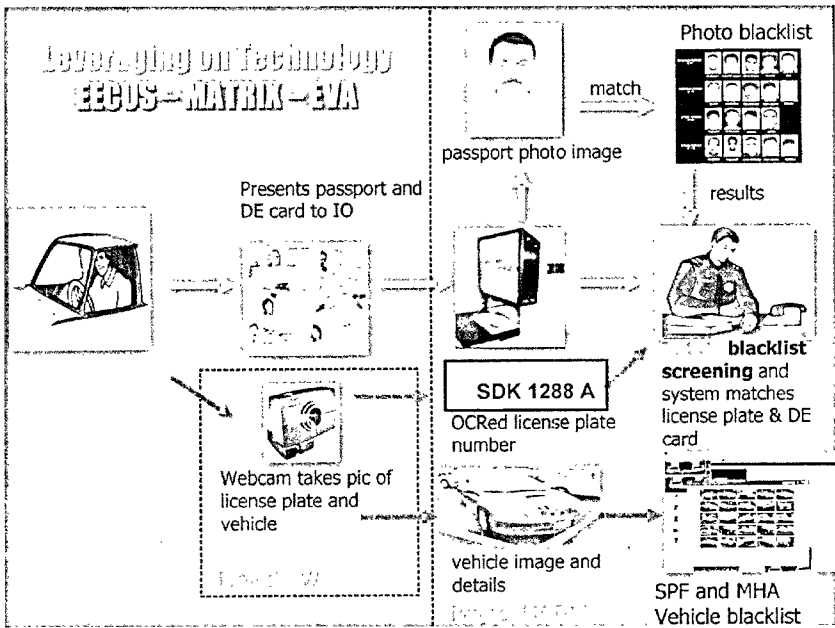 Leveraging on Technology
EECUS – MATRIX – EVA
Photo blacklist
match
passport photo image
results
Presents passport and
DE card to IO
SDK 1288 A
OCRed license plate
number
blacklist
screening and
system matches
license plate & DE
card
Webcam takes pic of
license plate and
vehicle
vehicle image and
details
SPF and MHA
Vehicle blacklist